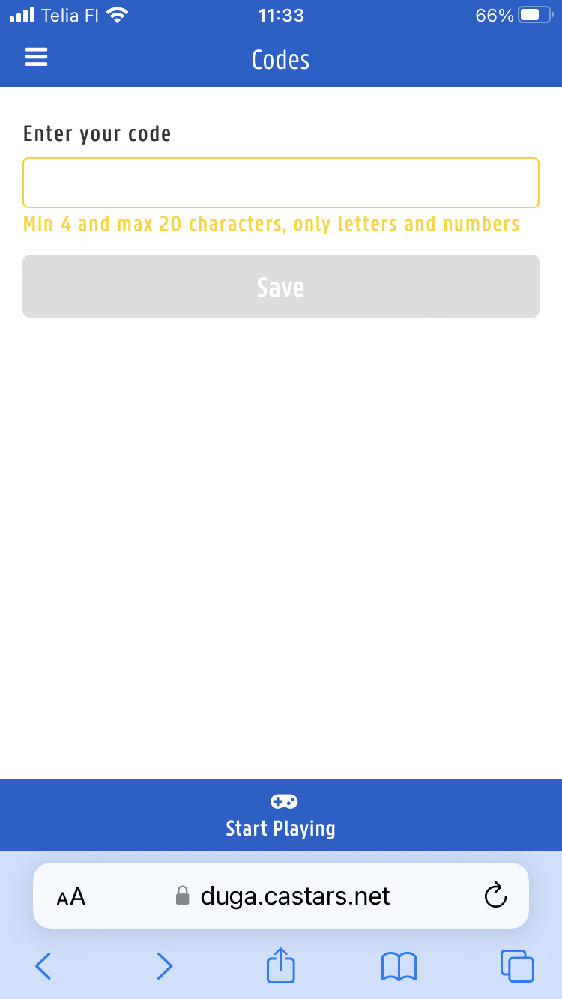 Telia FI 11:33 66%
Codes
Enter your code
Min 4 and max 20 characters, only letters and numbers
Save
Start Playing
AA duga.castars.net